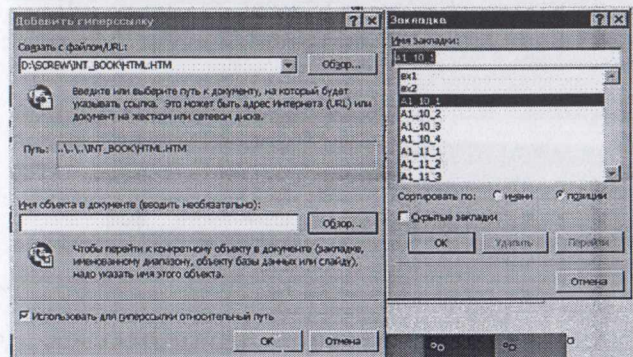 Добавить гиперссылку
Связать с файлом/URL:
D:\SCREW\INT_BOOK\HTML.HTM
Обзор...
Введите или выберите путь к документу, на который будет
указывать ссылка. Это может быть адрес Интернета (URL) или
документ на жестком или сетевом диске.
Путь: ..\..\..\INT_BOOK\HTML.HTM
Имя объекта в документе (вводить необязательно):
Обзор...
Чтобы перейти к конкретному объекту в документе (закладке,
именованному диапазону, объекту базы данных или слайду),
надо указать имя этого объекта.
Использовать для гиперссылки относительный путь
OK Отмена
Закладка
Имя закладки:
A1_10_1
ex1
ex2
A1_10_1
A1_10_2
A1_10_3
A1_10_4
A1_11_1
A1_11_2
A1_11_3
Сортировать по: имени позиции
Скрытые закладки
OK Удалить Перейти
Отмена